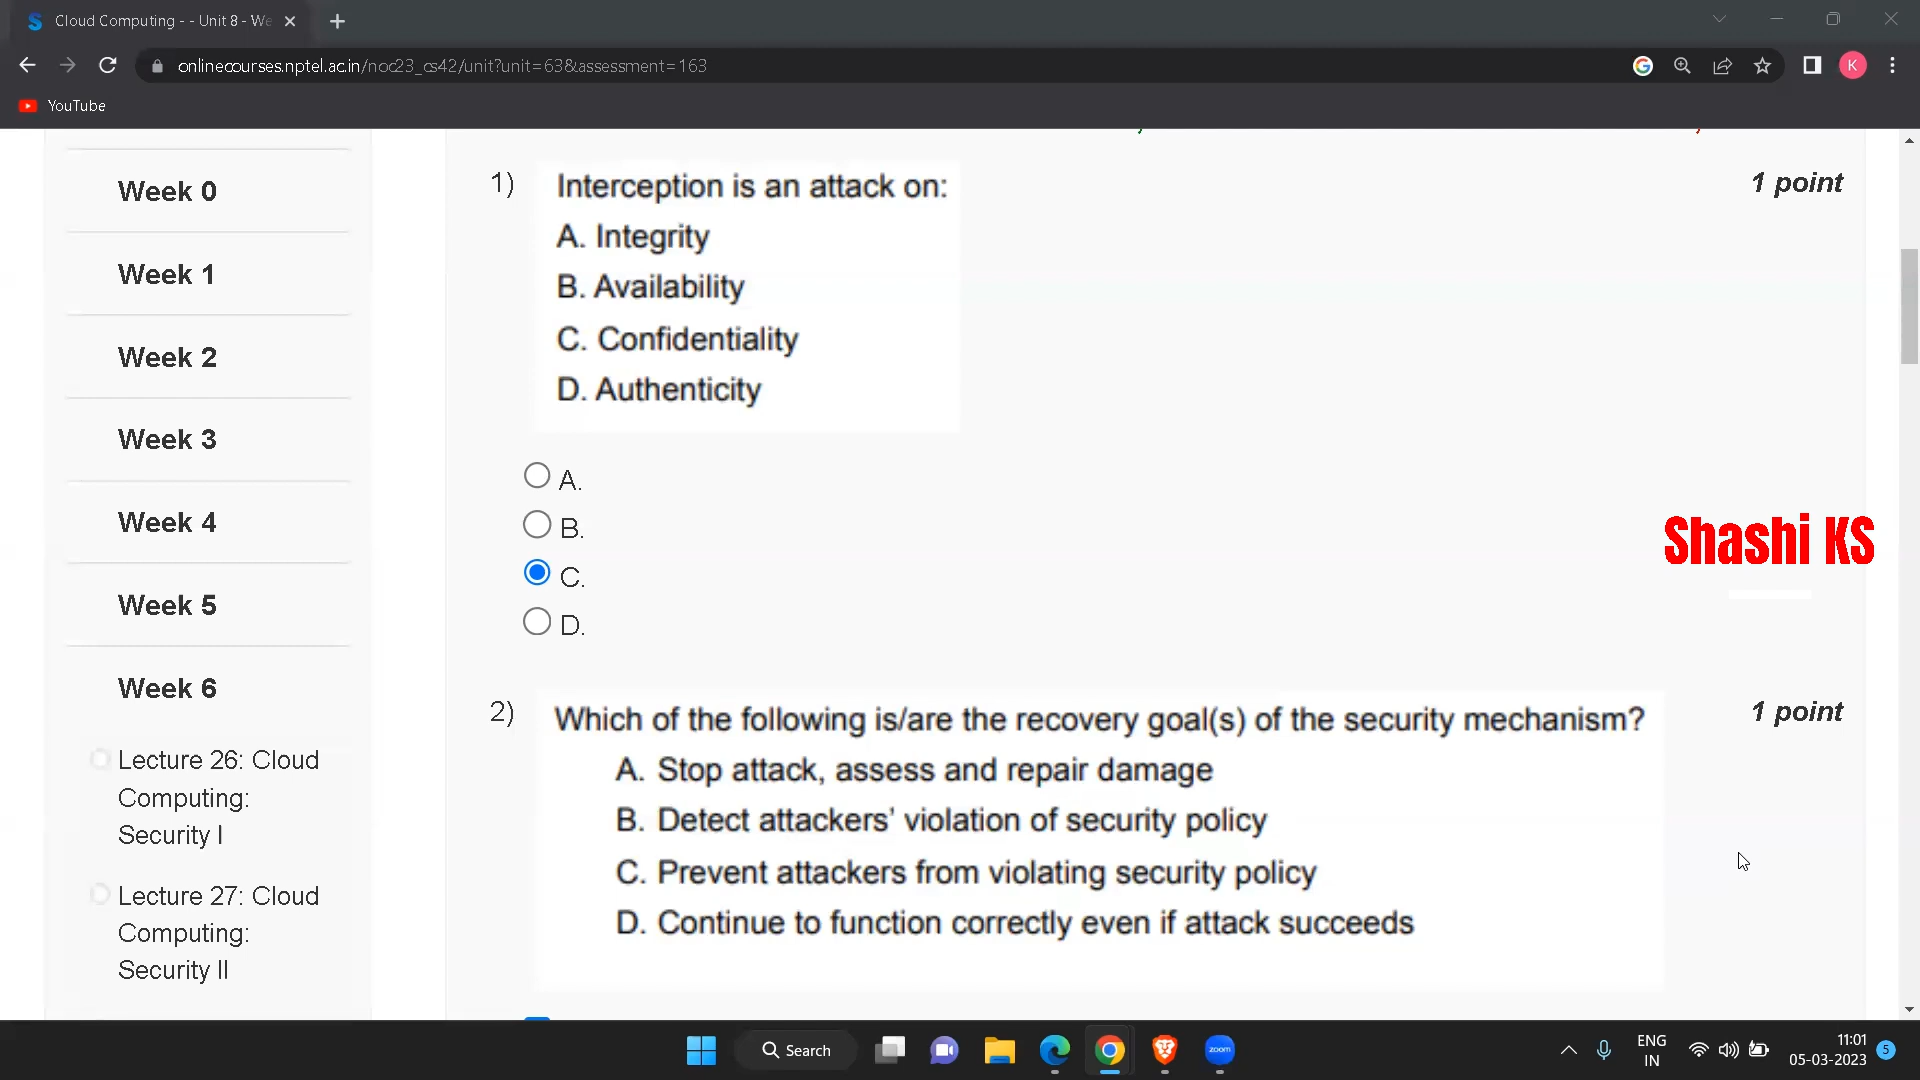 Cloud Computing - - Unit 8 - We
onlinecourses.nptel.ac.in/noc23_cs42/unit?unit=63&assessment=163
K
YouTube
Week 0
Week 1
Week 2
Week 3
Week 4
Week 5
Week 6
Lecture 26: Cloud
Computing:
Security I
Lecture 27: Cloud
Computing:
Security II
1)
Interception is an attack on:
1 point
A. Integrity
B. Availability
C. Confidentiality
D. Authenticity
A.
B.
C.
D.
Shashi KS
2)
Which of the following is/are the recovery goal(s) of the security mechanism?
1 point
A. Stop attack, assess and repair damage
B. Detect attackers' violation of security policy
C. Prevent attackers from violating security policy
D. Continue to function correctly even if attack succeeds
Search
zoom
ENG
IN
11:01
05-03-2023
5